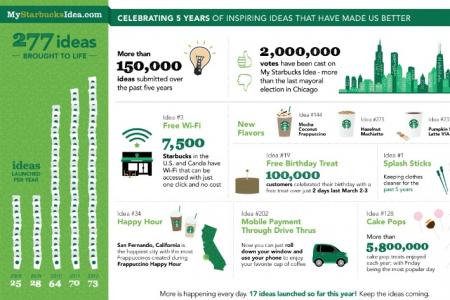 MyStarbucksIdea.com
CELEBRATING 5 YEARS OF INSPIRING IDEAS THAT HAVE MADE US BETTER
277 ideas
BROUGHT TO LIFE
ideas
LAUNCHED
PER YEAR
25 28 64 70 73
More than
150,000
ideas submitted over
the past five years
2,000,000
votes have been cast on
My Starbucks Idea - more
than the last mayoral
election in Chicago
Idea #3
Free Wi-Fi
7,500
Starbucks in the
U.S. and Canda have
Wi-Fi that can be
accessed with just
one click and no cost
New
Flavors
Idea #144
Mocha
Coconut
Frappuccino
Idea #275
Hazelnut
Machiatto
Idea #23
Pumpkin
Latte VIA
Idea #19
Free Birthday Treat
100,000
customers celebrated their birthday with a
free treat over just 2 days last March 2-3
Idea #1
Splash Sticks
Keeping clothes
cleaner for the
past 5 years
Idea #34
Happy Hour
San Fernando, California is
the happiest city with the most
Frappuccinos created during
Frappuccino Happy Hour
Idea #202
Mobile Payment
Through Drive Thrus
Now you can just roll
down your window and
use your phone to enjoy
your favorite cup of coffee
Idea #128
Cake Pops
More than
5,800,000
cake pop treats enjoyed
each year; with Friday
being the most popular day
More is happening every day. 17 ideas launched so far this year! Keep the ideas coming.